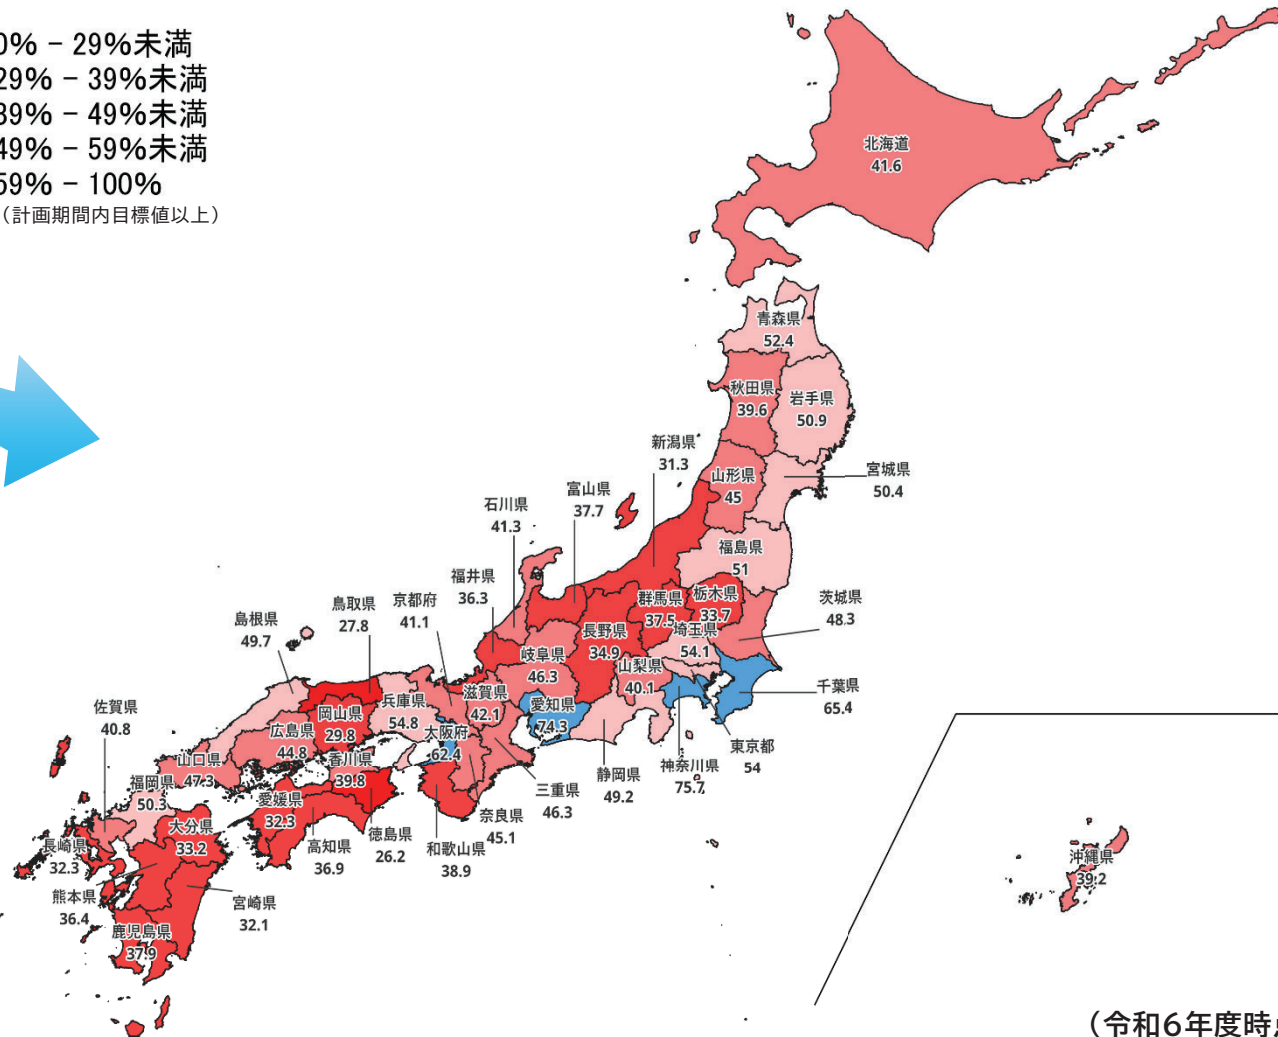 0% - 29%未満
29% - 39%未満
39% - 49%未満
49% - 59%未満
59% - 100%
（計画期間内目標値以上）
北海道
41.6
青森県
52.4
秋田県
39.6
岩手県
50.9
新潟県
31.3
山形県
45
宮城県
50.4
富山県
37.7
石川県
41.3
福島県
51
福井県
36.3
群馬県
37.5
栃木県
33.7
茨城県
48.3
島根県
49.7
鳥取県
27.8
京都府
41.1
長野県
34.9
埼玉県
54.1
岐阜県
46.3
山梨県
40.1
千葉県
65.4
佐賀県
40.8
岡山県
29.8
兵庫県
54.8
滋賀県
42.1
愛知県
74.3
広島県
44.8
大阪府
62.4
東京都
54
山口県
47.3
香川県
39.8
静岡県
49.2
神奈川県
75.7
福岡県
50.3
愛媛県
32.3
三重県
46.3
奈良県
45.1
大分県
33.2
高知県
36.9
徳島県
26.2
和歌山県
38.9
長崎県
32.3
熊本県
36.4
宮崎県
32.1
鹿児島県
37.9
沖縄県
39.2
（令和6年度時点